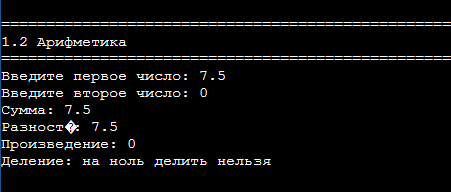 ==================================================
1.2 Арифметика
==================================================
Введите первое число: 7.5
Введите второе число: 0
Сумма: 7.5
Разност�: 7.5
Произведение: 0
Деление: на ноль делить нельзя